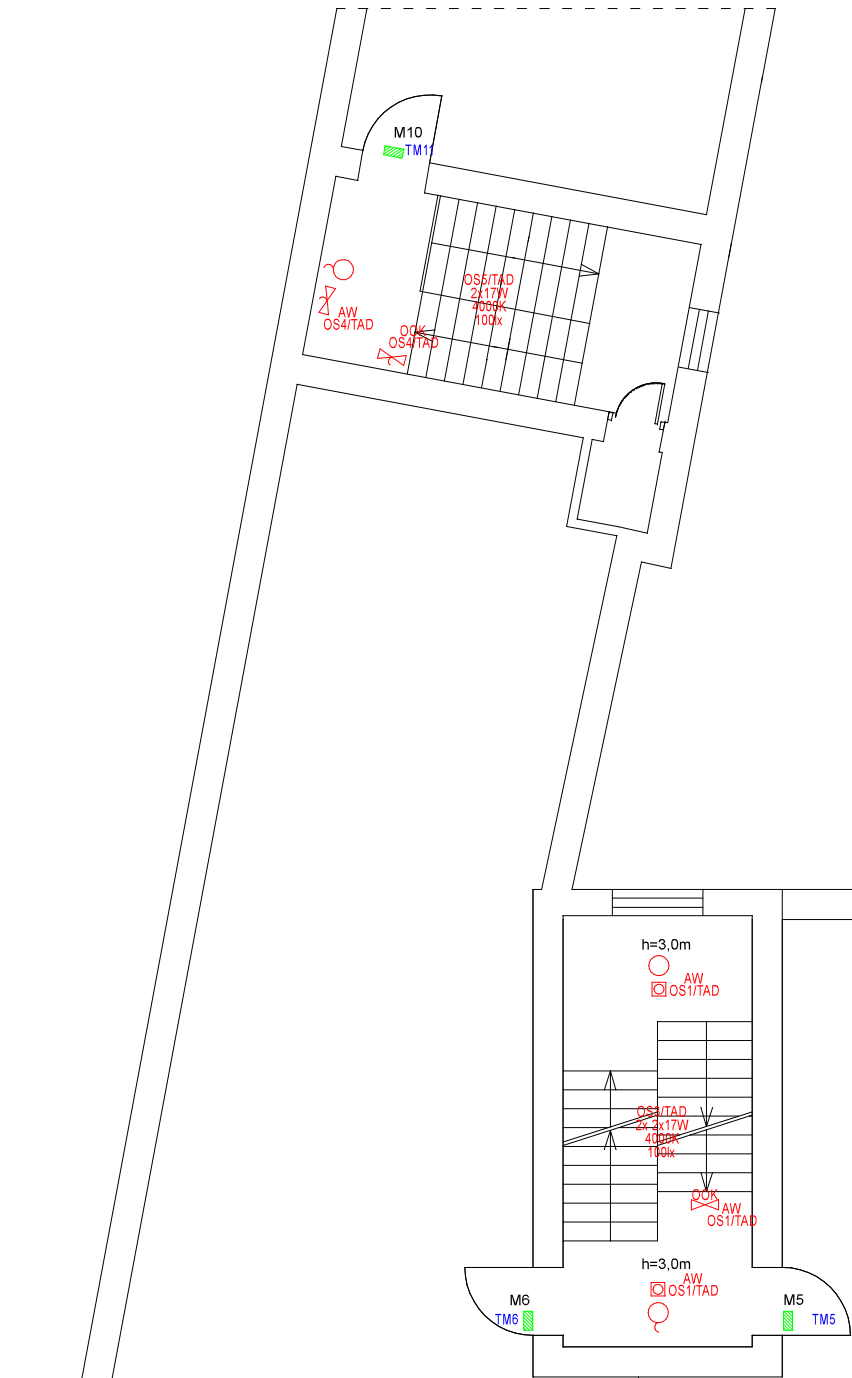 M10
TM11
OS5/TAD
2x17W
4000K
100lx
AW
OS4/TAD
OOK
OS4/TAD
h=3,0m
AW
OS1/TAD
OS3/TAD
2x 2x17W
4000K
100lx
OOK
AW
OS1/TAD
h=3,0m
AW
OS1/TAD
M6
TM6
M5
TM5